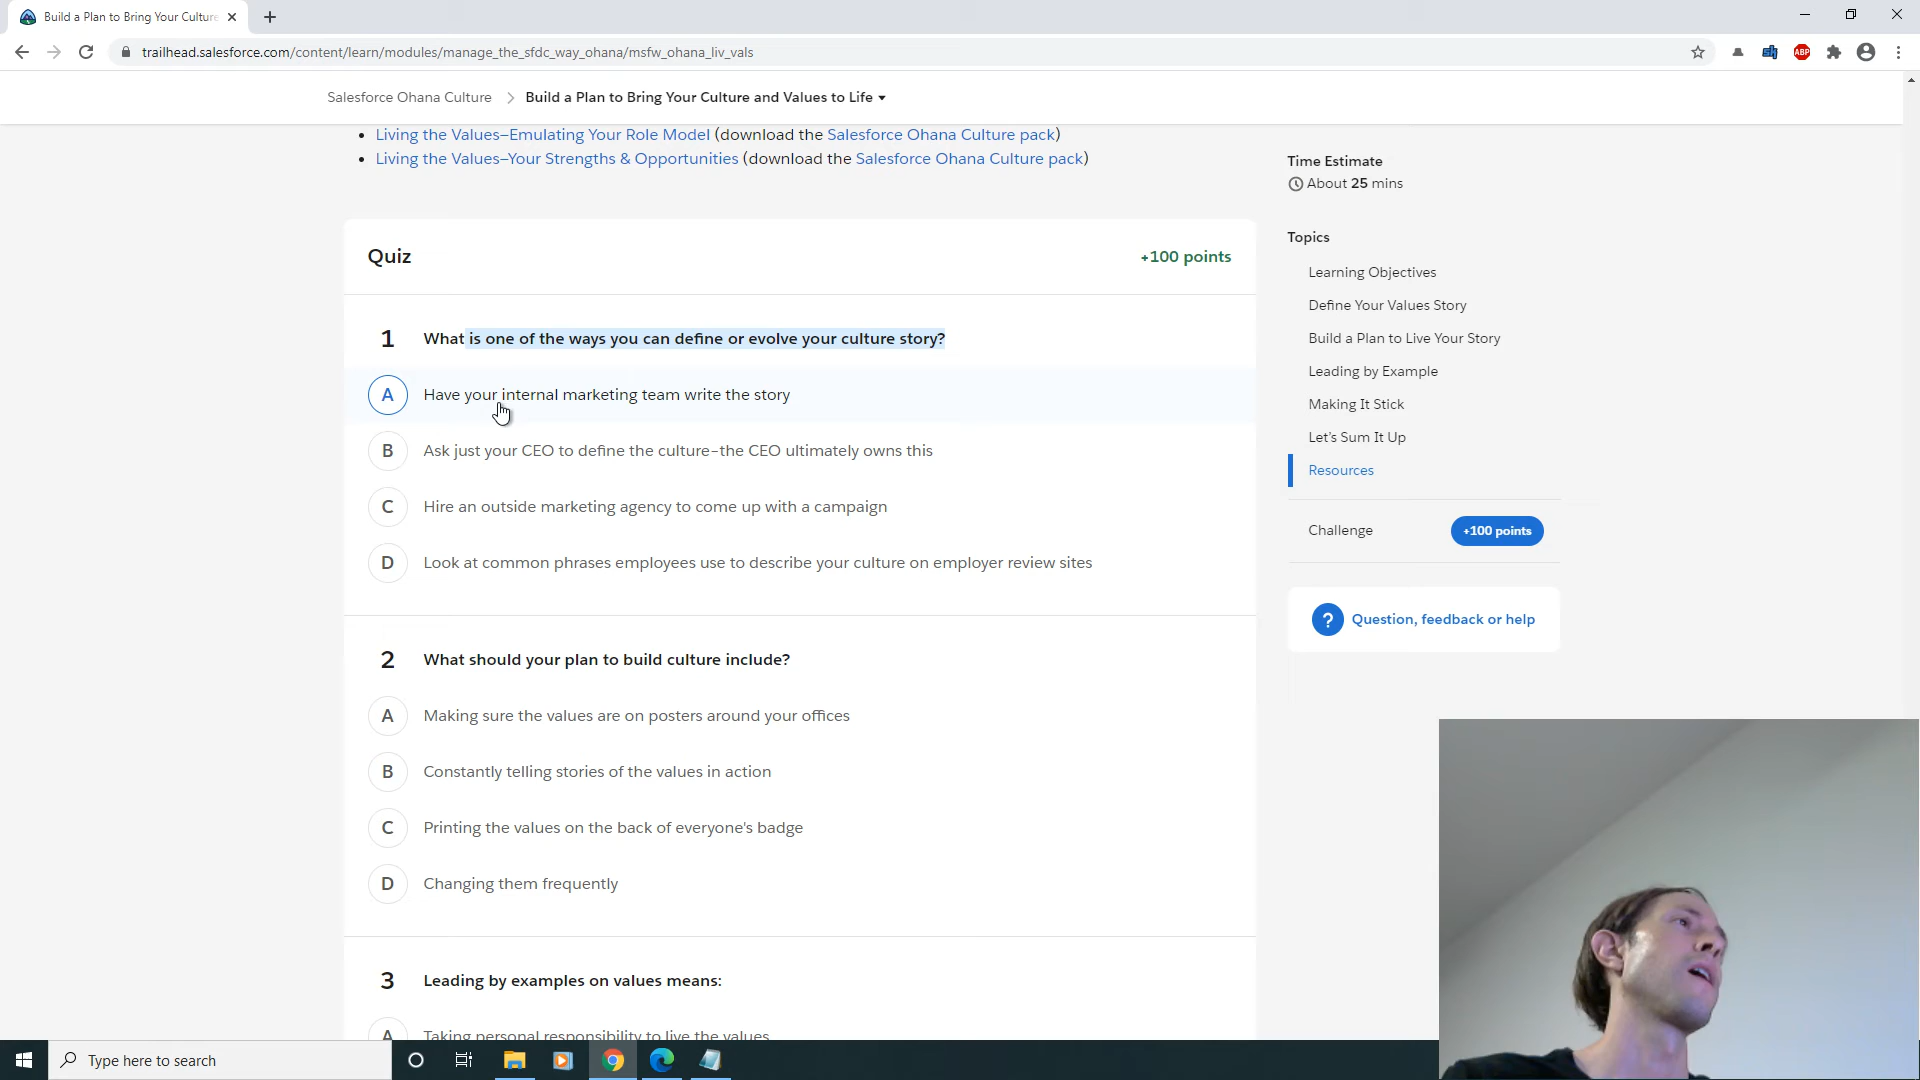 Build a Plan to Bring Your Culture
trailhead.salesforce.com/content/learn/modules/manage_the_sfdc_way_ohana/msfw_ohana_liv_vals
ABP
Salesforce Ohana Culture
Build a Plan to Bring Your Culture and Values to Life
Living the Values—Emulating Your Role Model (download the Salesforce Ohana Culture pack)
Living the Values—Your Strengths & Opportunities (download the Salesforce Ohana Culture pack)
Quiz
+100 points
1 What is one of the ways you can define or evolve your culture story?
A Have your internal marketing team write the story
B Ask just your CEO to define the culture–the CEO ultimately owns this
C Hire an outside marketing agency to come up with a campaign
D Look at common phrases employees use to describe your culture on employer review sites
2 What should your plan to build culture include?
A Making sure the values are on posters around your offices
B Constantly telling stories of the values in action
C Printing the values on the back of everyone's badge
D Changing them frequently
3 Leading by examples on values means:
A Taking personal responsibility to live the values
Time Estimate
About 25 mins
Topics
Learning Objectives
Define Your Values Story
Build a Plan to Live Your Story
Leading by Example
Making It Stick
Let's Sum It Up
Resources
Challenge
+100 points
? Question, feedback or help
Type here to search